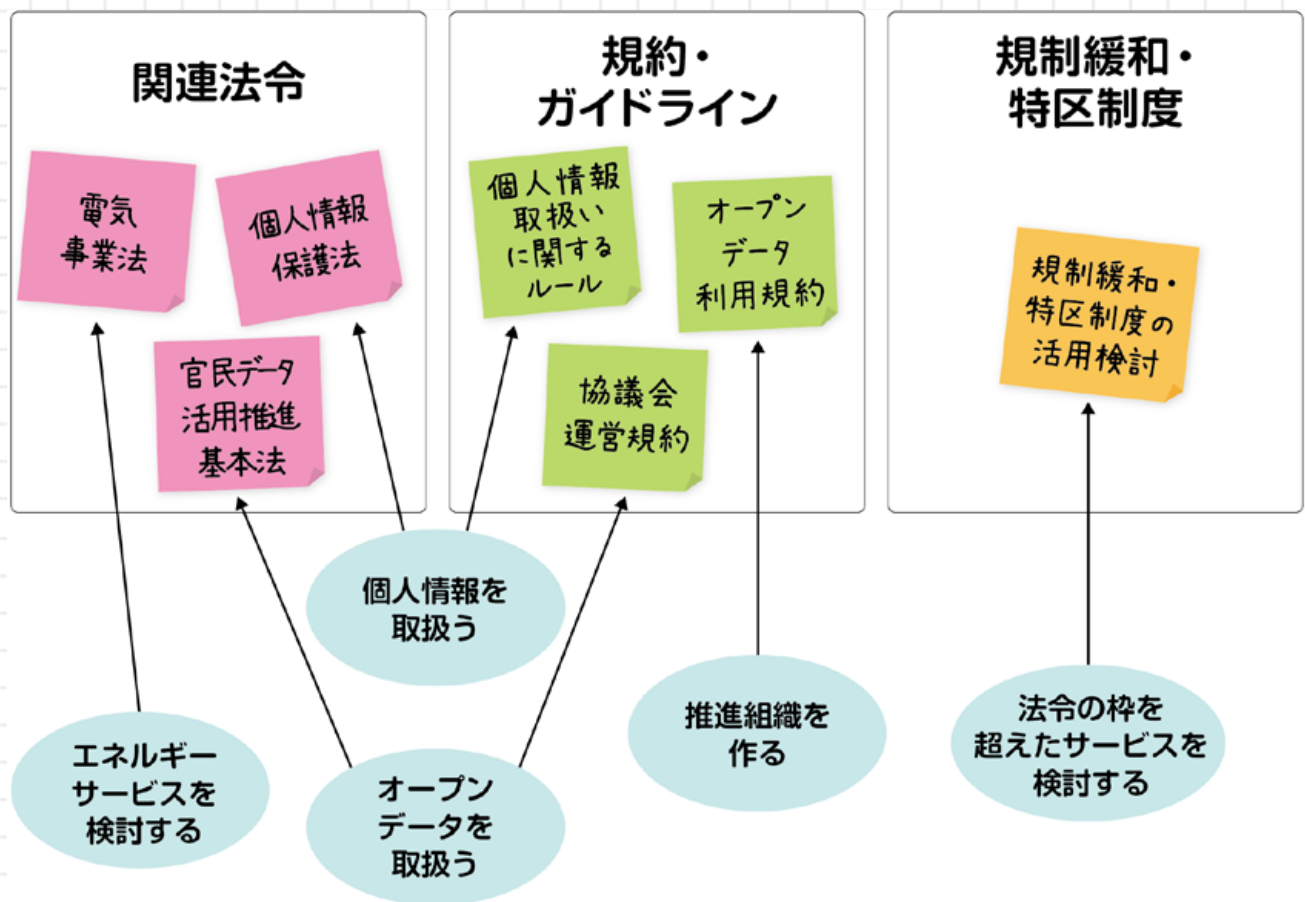 関連法令
電気
事業法
個人情報
保護法
官民データ
活用推進
基本法
規約・
ガイドライン
個人情報
取扱い
に関する
ルール
オープン
データ
利用規約
協議会
運営規約
規制緩和・
特区制度
規制緩和・
特区制度の
活用検討
個人情報を
取扱う
エネルギー
サービスを
検討する
オープン
データを
取扱う
推進組織を
作る
法令の枠を
超えたサービスを
検討する